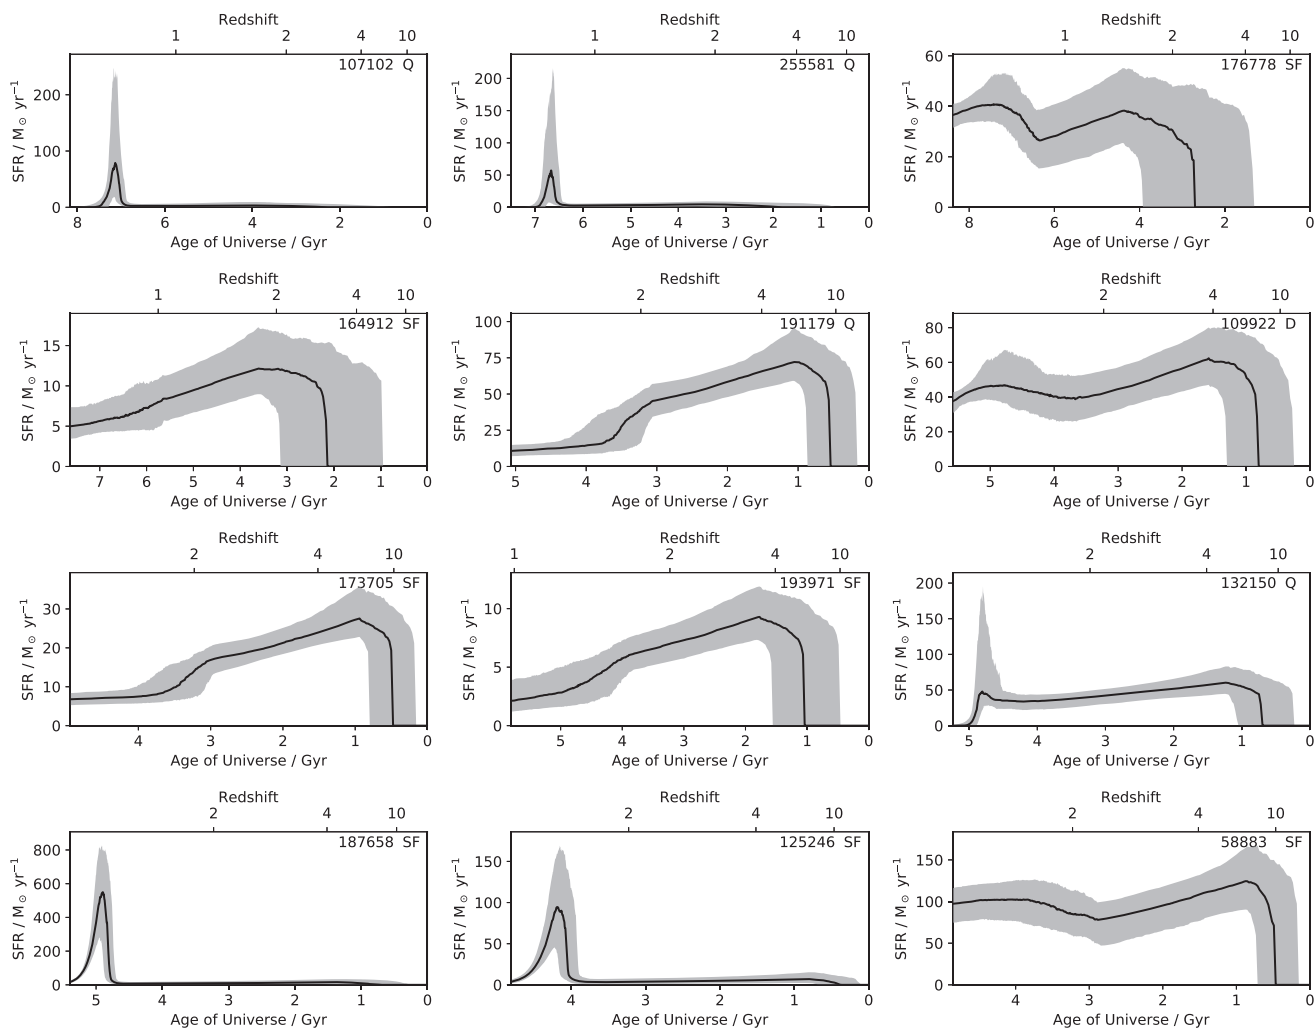 Redshift Redshift Redshift
1 2 4 10 1 2 4 10 1 2 4 10
107102 Q 255581 Q 176778 SF
SFR / M⊙ yr⁻¹ SFR / M⊙ yr⁻¹ SFR / M⊙ yr⁻¹
200 100 0 200 150 100 50 0 60 40 20 0
8 6 4 2 0 7 6 5 4 3 2 1 0 8 6 4 2 0
Age of Universe / Gyr Age of Universe / Gyr Age of Universe / Gyr
Redshift Redshift Redshift
1 2 4 10 2 4 10 2 4 10
164912 SF 191179 Q 109922 D
SFR / M⊙ yr⁻¹ SFR / M⊙ yr⁻¹ SFR / M⊙ yr⁻¹
15 10 5 0 100 75 50 25 0 80 60 40 20 0
7 6 5 4 3 2 1 0 5 4 3 2 1 0 5 4 3 2 1 0
Age of Universe / Gyr Age of Universe / Gyr Age of Universe / Gyr
Redshift Redshift Redshift
2 4 10 1 2 4 10 2 4 10
173705 SF 193971 SF 132150 Q
SFR / M⊙ yr⁻¹ SFR / M⊙ yr⁻¹ SFR / M⊙ yr⁻¹
30 20 10 0 10 5 0 200 150 100 50 0
4 3 2 1 0 5 4 3 2 1 0 5 4 3 2 1 0
Age of Universe / Gyr Age of Universe / Gyr Age of Universe / Gyr
Redshift Redshift Redshift
2 4 10 2 4 10 2 4 10
187658 SF 125246 SF 58883 SF
SFR / M⊙ yr⁻¹ SFR / M⊙ yr⁻¹ SFR / M⊙ yr⁻¹
800 600 400 200 0 150 100 50 0 150 100 50 0
5 4 3 2 1 0 4 3 2 1 0 4 3 2 1 0
Age of Universe / Gyr Age of Universe / Gyr Age of Universe / Gyr